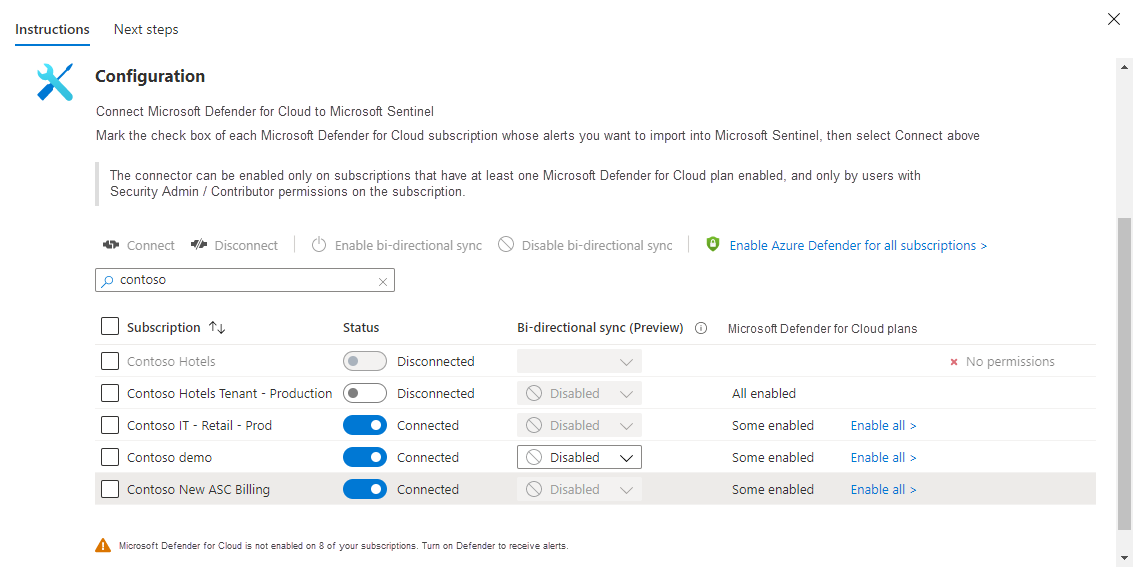 Instructions Next steps
Configuration
Connect Microsoft Defender for Cloud to Microsoft Sentinel
Mark the check box of each Microsoft Defender for Cloud subscription whose alerts you want to import into Microsoft Sentinel, then select Connect above
The connector can be enabled only on subscriptions that have at least one Microsoft Defender for Cloud plan enabled, and only by users with
Security Admin / Contributor permissions on the subscription.
Connect Disconnect Enable bi-directional sync Disable bi-directional sync Enable Azure Defender for all subscriptions >
contoso
Subscription Status Bi-directional sync (Preview) Microsoft Defender for Cloud plans
Contoso Hotels Disconnected No permissions
Contoso Hotels Tenant - Production Disconnected Disabled All enabled
Contoso IT - Retail - Prod Connected Disabled Some enabled Enable all >
Contoso demo Connected Disabled Some enabled Enable all >
Contoso New ASC Billing Connected Disabled Some enabled Enable all >
Microsoft Defender for Cloud is not enabled on 8 of your subscriptions. Turn on Defender to receive alerts.